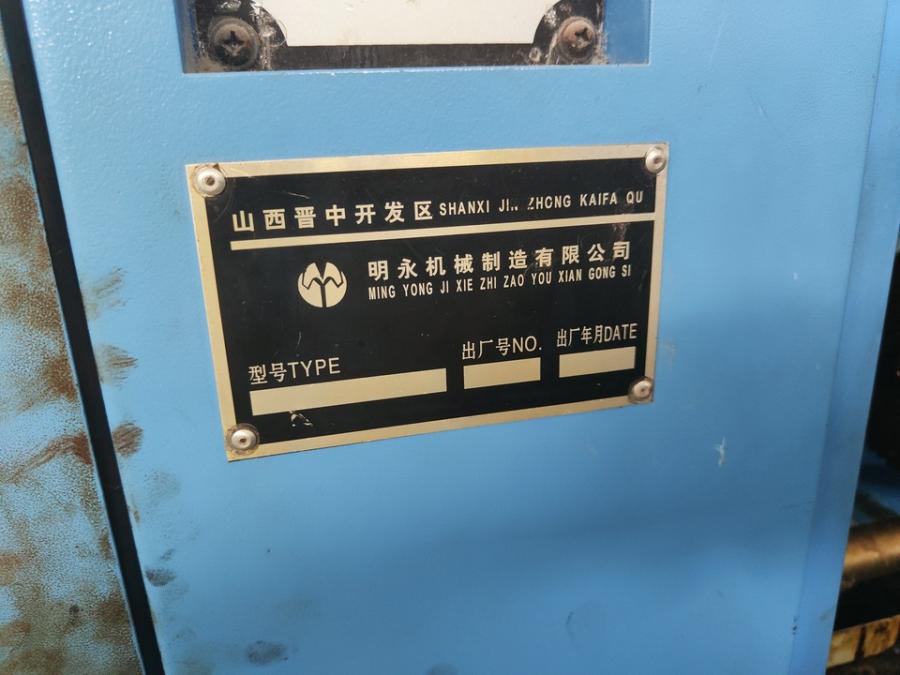 山西晋中开发区 SHANXI ZHONG KAIFA QU
明永机械制造有限公司
MING YONG JI XIE ZHI ZAO YOU XIAN GONG SI
型号TYPE 出厂号NO. 出厂年月DATE